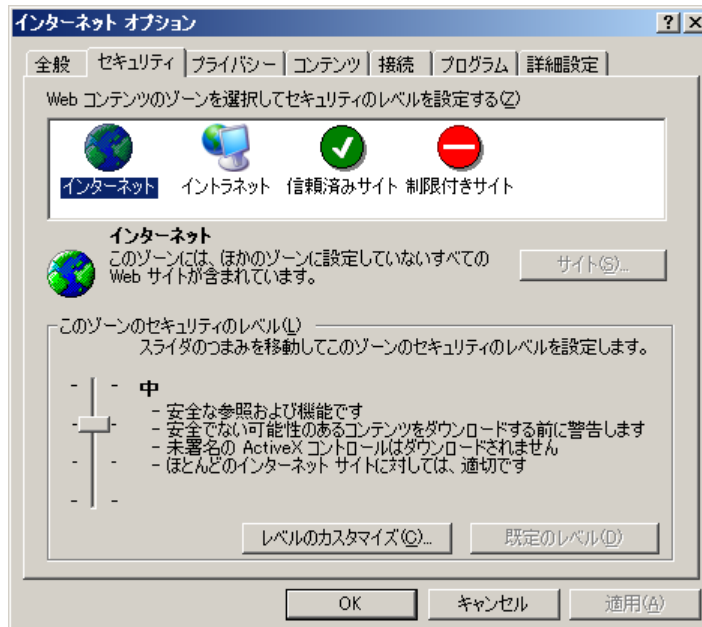 インターネット オプション
全般 セキュリティ プライバシー コンテンツ 接続 プログラム 詳細設定
Web コンテンツのゾーンを選択してセキュリティのレベルを設定する(Z)
インターネット イントラネット 信頼済みサイト 制限付きサイト
インターネット
このゾーンには、ほかのゾーンに設定していないすべての
Web サイトが含まれています。
サイト(S)...
このゾーンのセキュリティのレベル(L)
スライダのつまみを移動してこのゾーンのセキュリティのレベルを設定します。
中
- 安全な参照および機能です
- 安全でない可能性のあるコンテンツをダウンロードする前に警告します
- 未署名の ActiveX コントロールはダウンロードされません
- ほとんどのインターネット サイトに対しては、適切です
レベルのカスタマイズ(C)... 既定のレベル(D)
OK キャンセル 適用(A)